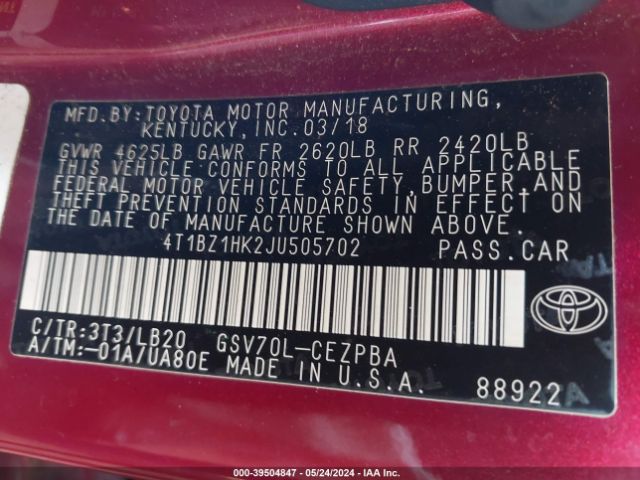 MFD.BY:TOYOTA MOTOR MANUFACTURING,
KENTUCKY,INC.03/18
GVWR 4625LB GAWR FR 2620LB RR 2420LB
THIS VEHICLE CONFORMS TO ALL APPLICABLE
FEDERAL MOTOR VEHICLE SAFETY,BUMPER,AND
THEFT PREVENTION STANDARDS IN EFFECT ON
THE DATE OF MANUFACTURE SHOWN ABOVE.
4T1BZ1HK2JU505702 PASS.CAR
C/TR:3T3/LB20 GSV70L-CEZPBA
A/TM:-01A/UA80E MADE IN U.S.A. 88922
000-39504847 - 05/24/2024 - IAA Inc.